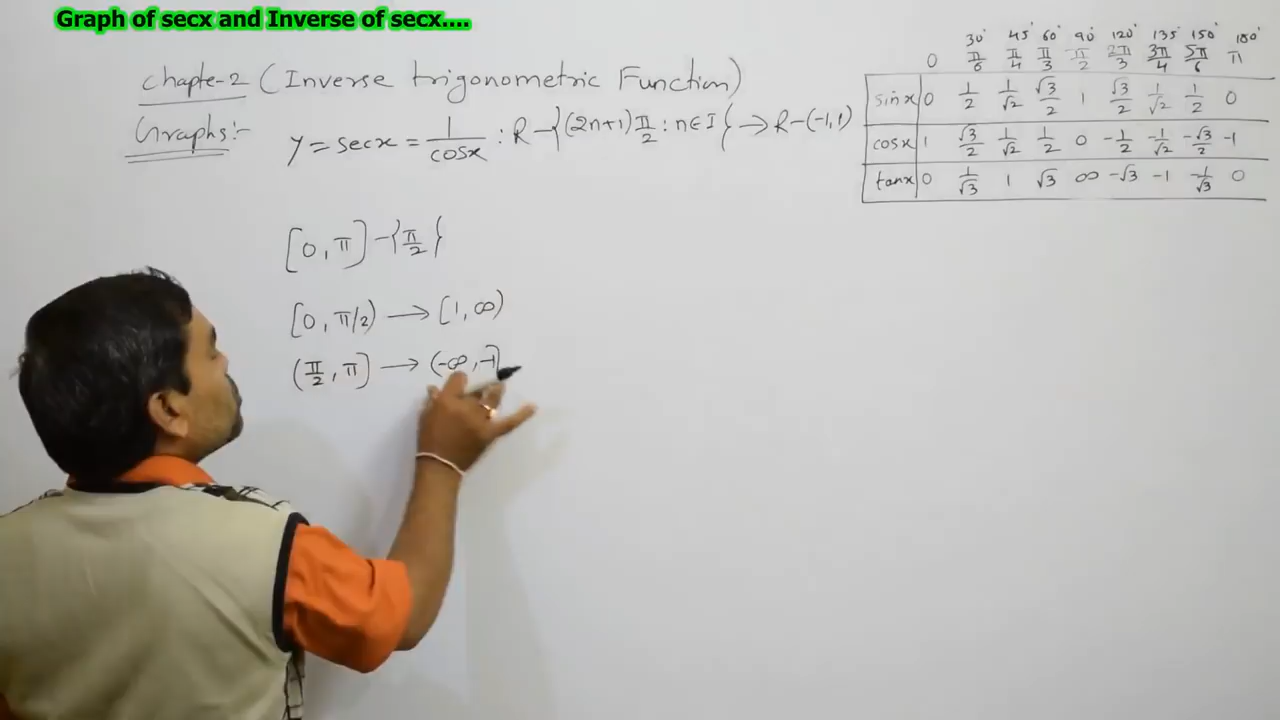 Graph of secx and Inverse of secx....
Chapte-2 (Inverse trigonometric Function)
Graphs:-
y = secx = 1/cosx : R - {(2n+1)π/2 : n∈I} → R-(-1,1)
[0, π] - {π/2}
[0, π/2) → [1, ∞)
(π/2, π] → (-∞, -1]
30° 45° 60° 90° 120° 135° 150° 180°
0 π/6 π/4 π/3 π/2 2π/3 3π/4 5π/6 π
sinx 0 1/2 1/√2 √3/2 1 √3/2 1/√2 1/2 0
cosx 1 √3/2 1/√2 1/2 0 -1/2 -1/√2 -√3/2 -1
tanx 0 1/√3 1 √3 ∞ -√3 -1 -1/√3 0